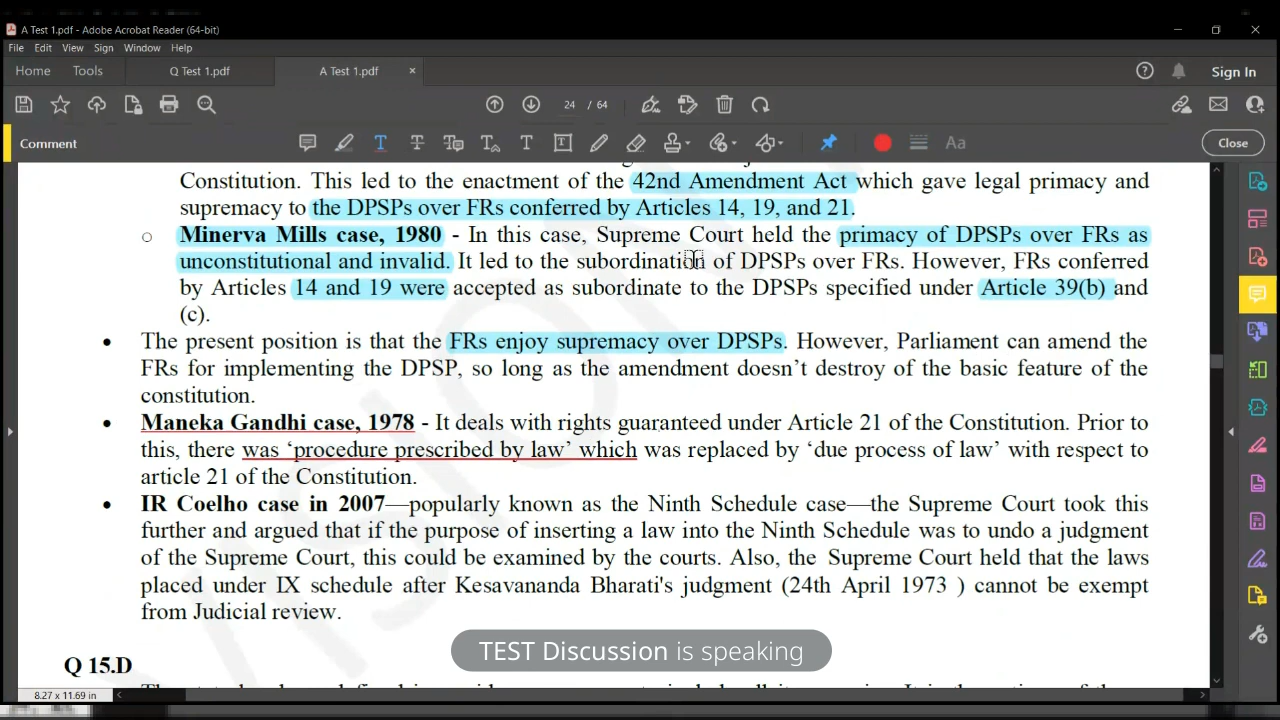 A Test 1.pdf - Adobe Acrobat Reader (64-bit)
File Edit View Sign Window Help
Home Tools Q Test 1.pdf A Test 1.pdf × Sign In
24 / 64
Comment Close
Constitution. This led to the enactment of the 42nd Amendment Act which gave legal primacy and
supremacy to the DPSPs over FRs conferred by Articles 14, 19, and 21.
○ Minerva Mills case, 1980 - In this case, Supreme Court held the primacy of DPSPs over FRs as
unconstitutional and invalid. It led to the subordination of DPSPs over FRs. However, FRs conferred
by Articles 14 and 19 were accepted as subordinate to the DPSPs specified under Article 39(b) and
(c).
• The present position is that the FRs enjoy supremacy over DPSPs. However, Parliament can amend the
FRs for implementing the DPSP, so long as the amendment doesn't destroy of the basic feature of the
constitution.
• Maneka Gandhi case, 1978 - It deals with rights guaranteed under Article 21 of the Constitution. Prior to
this, there was ‘procedure prescribed by law’ which was replaced by ‘due process of law’ with respect to
article 21 of the Constitution.
• IR Coelho case in 2007—popularly known as the Ninth Schedule case—the Supreme Court took this
further and argued that if the purpose of inserting a law into the Ninth Schedule was to undo a judgment
of the Supreme Court, this could be examined by the courts. Also, the Supreme Court held that the laws
placed under IX schedule after Kesavananda Bharati's judgment (24th April 1973 ) cannot be exempt
from Judicial review.
TEST Discussion is speaking
Q 15.D
8.27 x 11.69 in